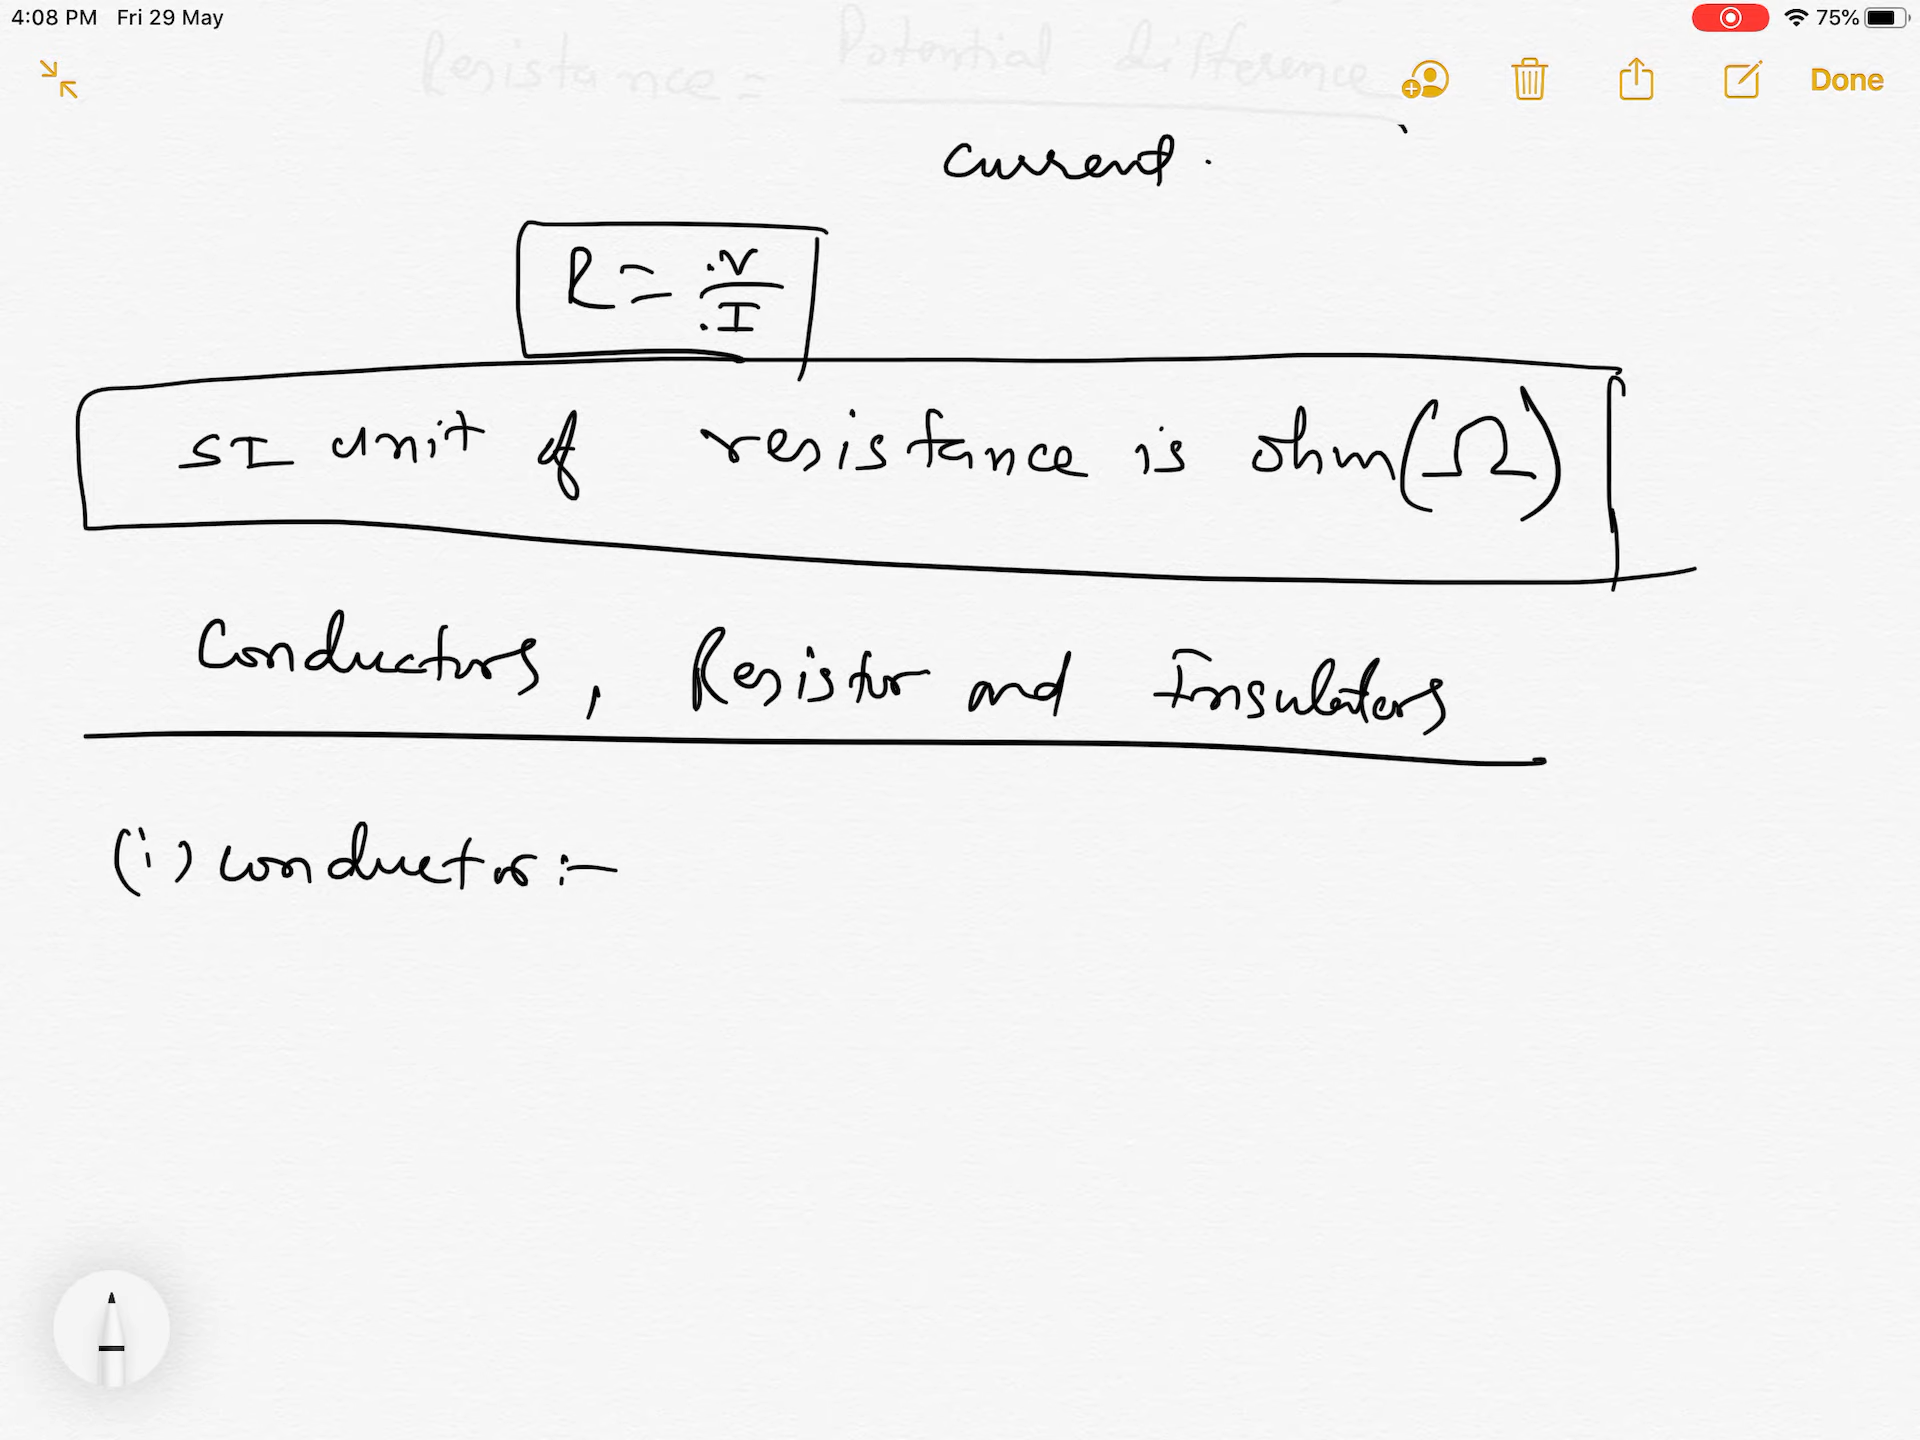 4:08 PM Fri 29 May 75%
Resistance = Potential difference
Done
current.
R = V/I
SI unit of resistance is ohm (Ω)
Conductors, Resistor and Insulators
(i) conductor :-